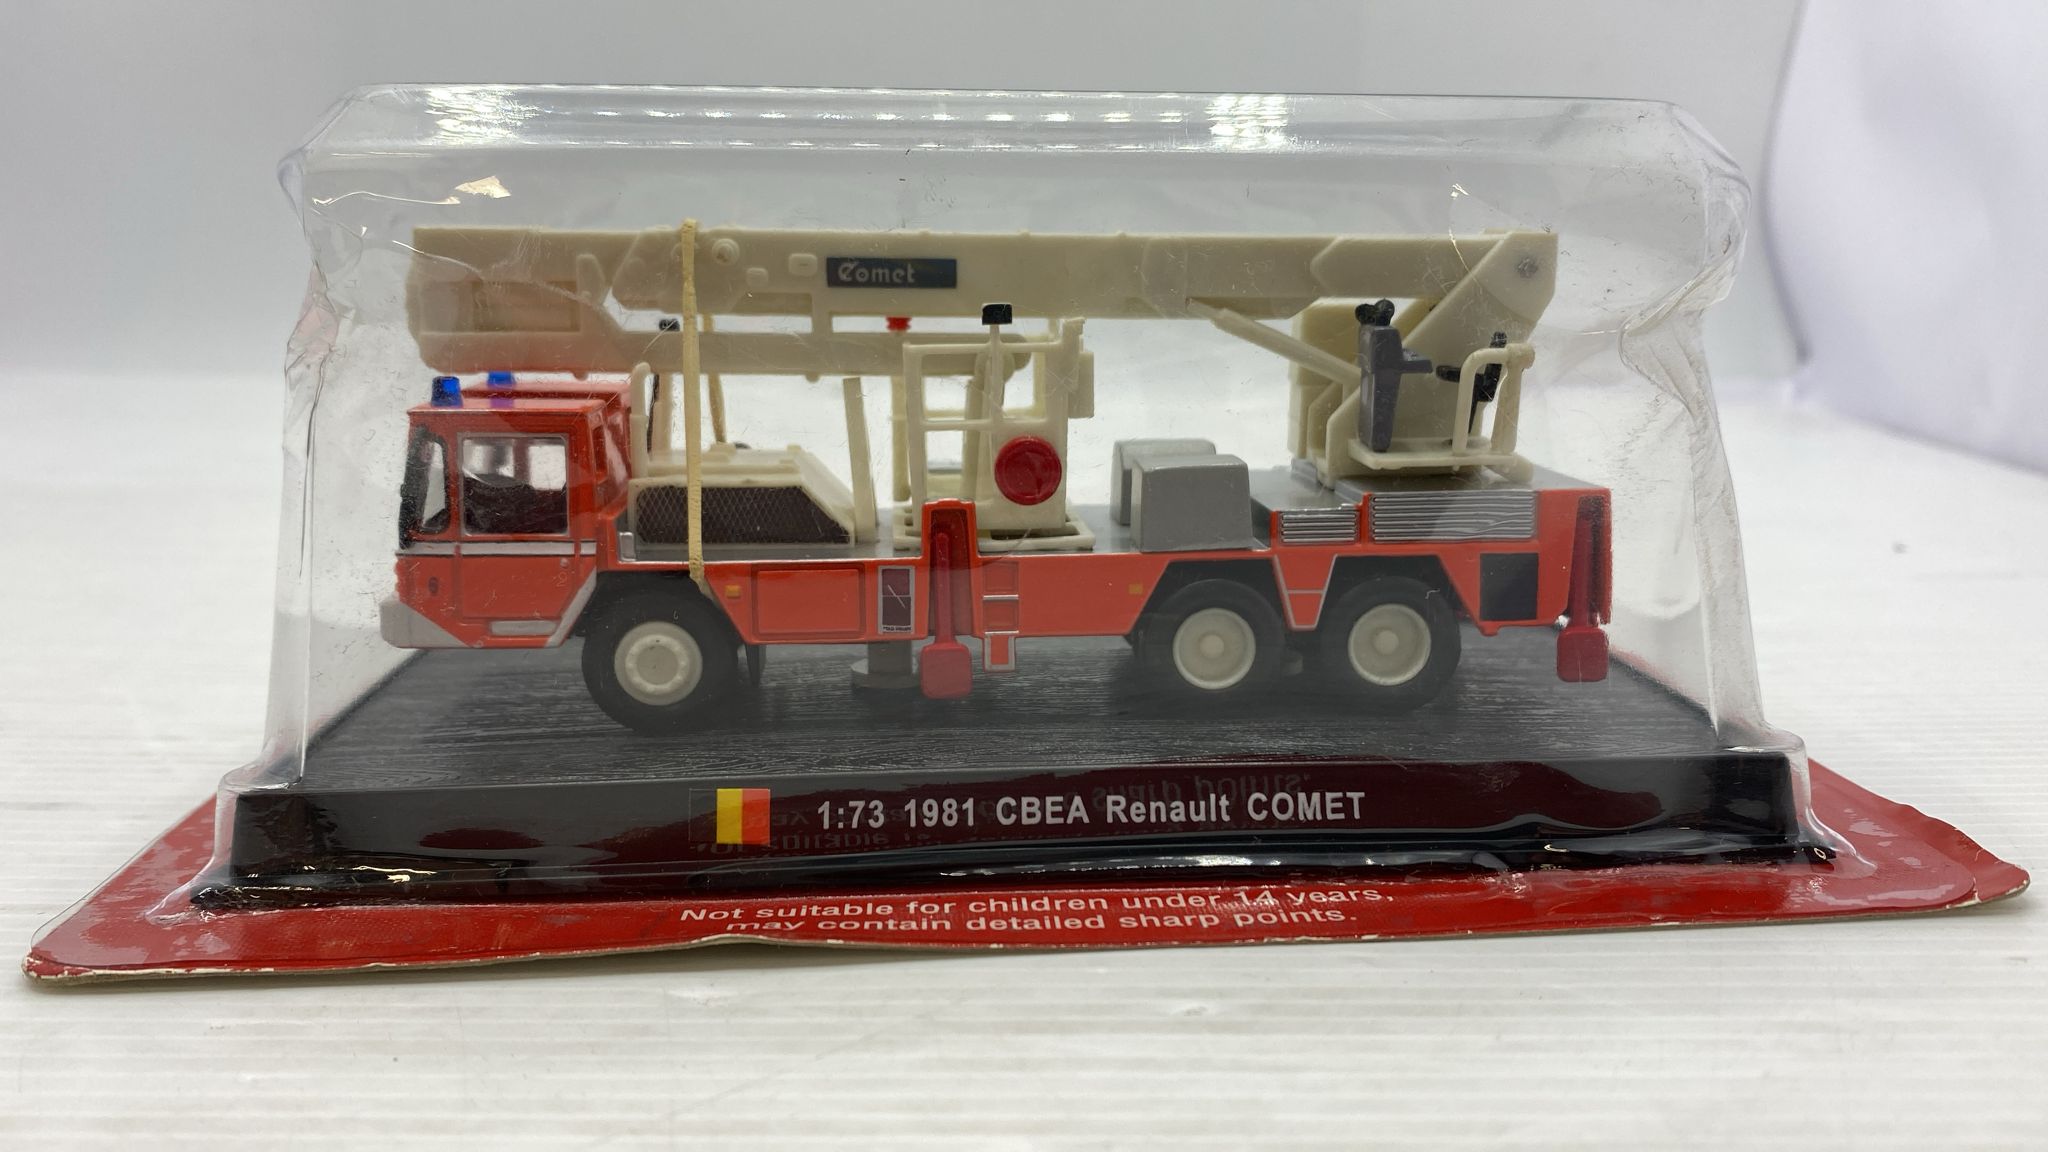 Comet
1:73 1981 CBEA Renault COMET
Not suitable for children under 14 years,
may contain detailed sharp points.